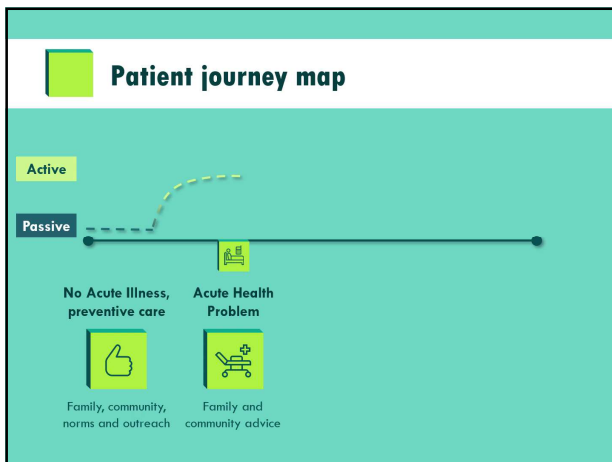 Patient journey map
Active
Passive
No Acute Illness,
preventive care
Acute Health
Problem
Family, community,
norms and outreach
Family and
community advice